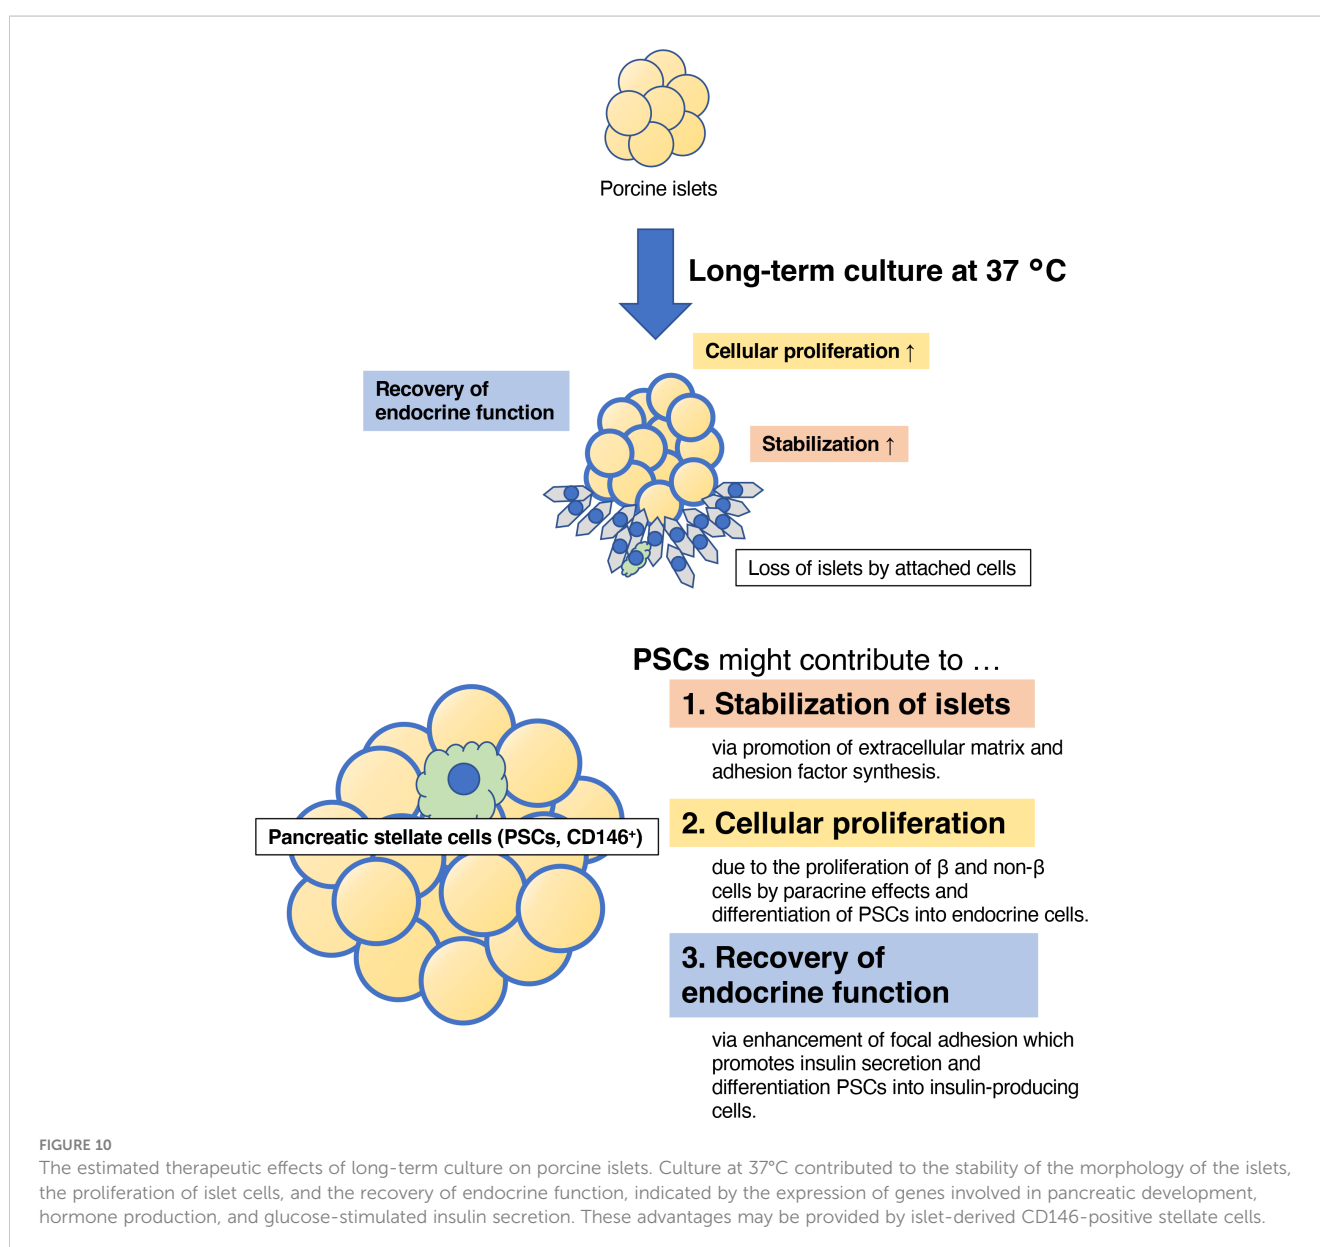 Porcine islets
Long-term culture at 37 °C
Cellular proliferation ↑
Recovery of
endocrine function
Stabilization ↑
Loss of islets by attached cells
PSCs might contribute to …
1. Stabilization of islets
via promotion of extracellular matrix and
adhesion factor synthesis.
Pancreatic stellate cells (PSCs, CD146⁺)
2. Cellular proliferation
due to the proliferation of β and non-β
cells by paracrine effects and
differentiation of PSCs into endocrine cells.
3. Recovery of
endocrine function
via enhancement of focal adhesion which
promotes insulin secretion and
differentiation PSCs into insulin-producing
cells.
FIGURE 10
The estimated therapeutic effects of long-term culture on porcine islets. Culture at 37°C contributed to the stability of the morphology of the islets,
the proliferation of islet cells, and the recovery of endocrine function, indicated by the expression of genes involved in pancreatic development,
hormone production, and glucose-stimulated insulin secretion. These advantages may be provided by islet-derived CD146-positive stellate cells.